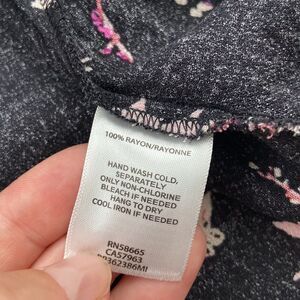 100% RAYON/RAYONNE
HAND WASH COLD,
SEPARATELY
ONLY NON-CHLORINE
BLEACH IF NEEDED
HANG TO DRY
COOL IRON IF NEEDED
RN58665
CA57963